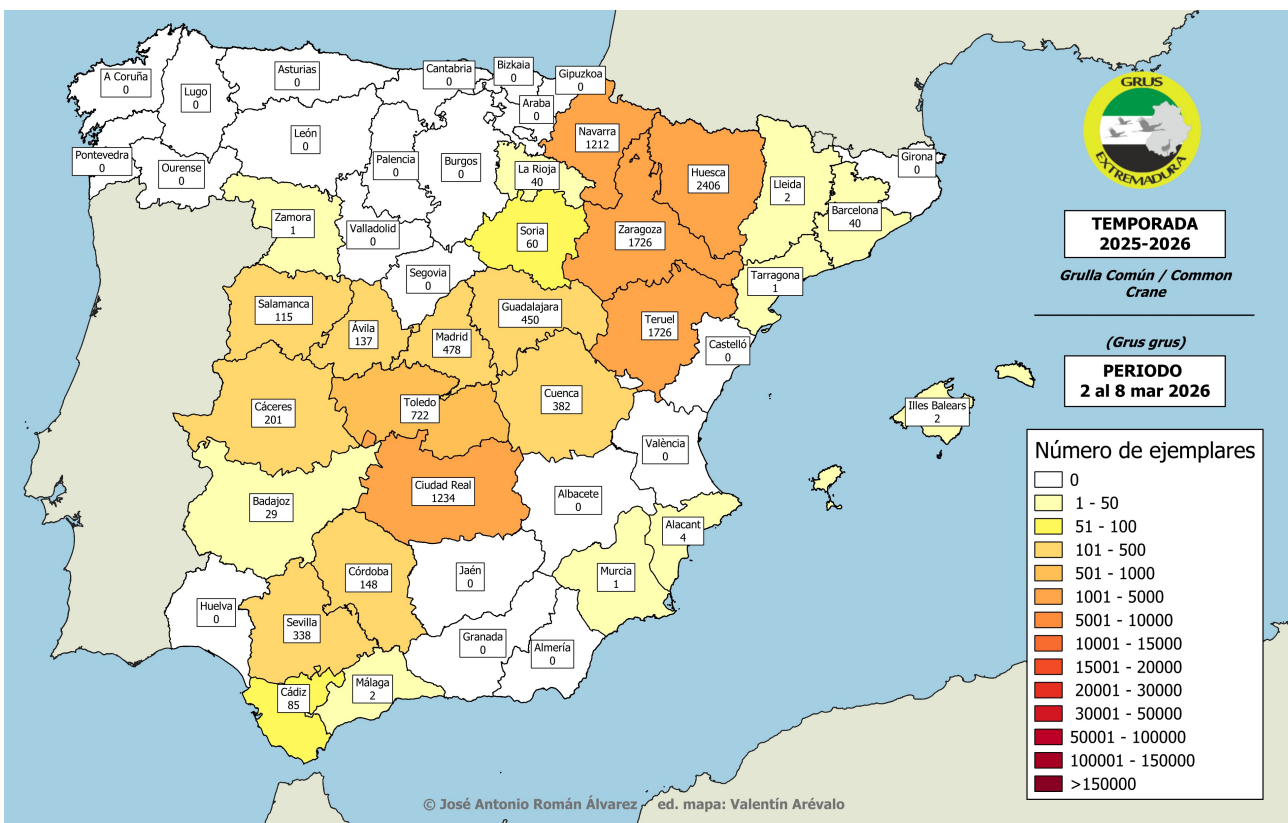 A Coruña
0
Lugo
0
Asturias
0
Cantabria
0
Bizkaia
0
Gipuzkoa
0
Araba
0
Pontevedra
0
Ourense
0
León
0
Palencia
0
Burgos
0
La Rioja
40
Navarra
1212
Huesca
2406
Lleida
2
Girona
0
Barcelona
40
Zamora
1
Valladolid
0
Soria
60
Zaragoza
1726
Tarragona
1
Segovia
0
Salamanca
115
Ávila
137
Madrid
478
Guadalajara
450
Teruel
1726
Castelló
0
Cáceres
201
Toledo
722
Cuenca
382
València
0
Illes Balears
2
Badajoz
29
Ciudad Real
1234
Albacete
0
Alacant
4
Huelva
0
Sevilla
338
Córdoba
148
Jaén
0
Murcia
1
Cádiz
85
Málaga
2
Granada
0
Almería
0
GRUS
EXTREMADURA
TEMPORADA
2025-2026
Grulla Común / Common
Crane
(Grus grus)
PERIODO
2 al 8 mar 2026
Número de ejemplares
0
1 - 50
51 - 100
101 - 500
501 - 1000
1001 - 5000
5001 - 10000
10001 - 15000
15001 - 20000
20001 - 30000
30001 - 50000
50001 - 100000
100001 - 150000
>150000
© José Antonio Román Álvarez ed. mapa: Valentín Arévalo